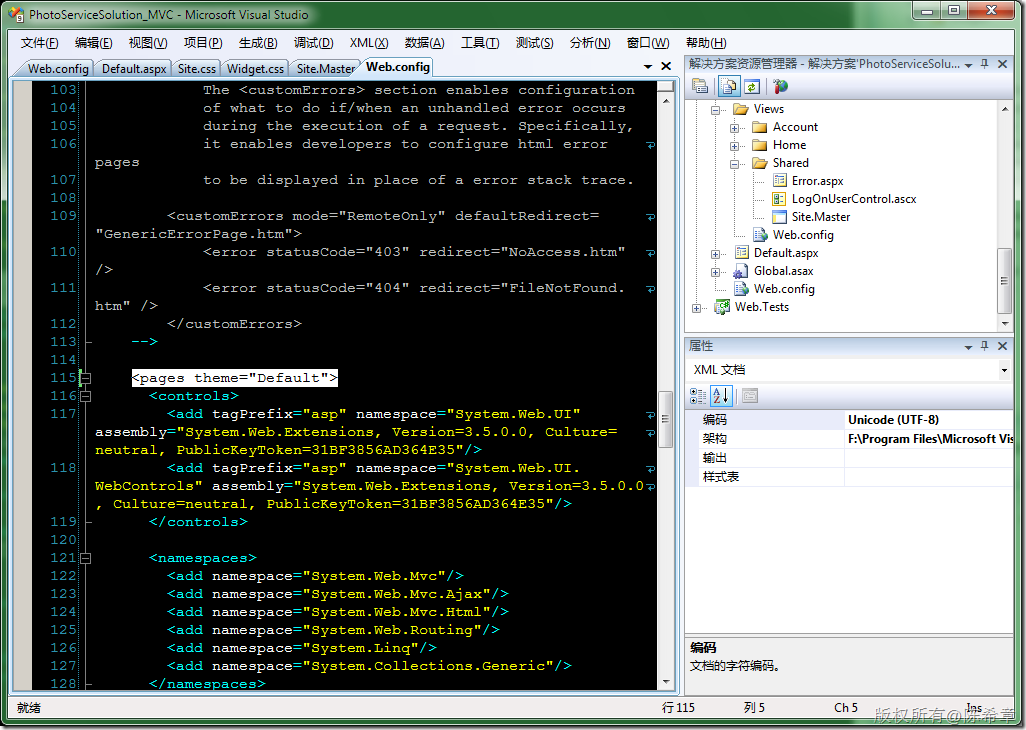 PhotoServiceSolution_MVC - Microsoft Visual Studio
文件(F) 编辑(E) 视图(V) 项目(P) 生成(B) 调试(D) XML(X) 数据(A) 工具(T) 测试(S) 分析(N) 窗口(W) 帮助(H)
Web.config Default.aspx Site.css Widget.css Site.Master Web.config
103 The <customErrors> section enables configuration
104 of what to do if/when an unhandled error occurs
105 during the execution of a request. Specifically,
106 it enables developers to configure html error
pages
107 to be displayed in place of a error stack trace.
108
109 <customErrors mode="RemoteOnly" defaultRedirect=
"GenericErrorPage.htm">
110 <error statusCode="403" redirect="NoAccess.htm"
/>
111 <error statusCode="404" redirect="FileNotFound.
htm" />
112 </customErrors>
113 -->
114
115 <pages theme="Default">
116 <controls>
117 <add tagPrefix="asp" namespace="System.Web.UI"
assembly="System.Web.Extensions, Version=3.5.0.0, Culture=
neutral, PublicKeyToken=31BF3856AD364E35"/>
118 <add tagPrefix="asp" namespace="System.Web.UI.
WebControls" assembly="System.Web.Extensions, Version=3.5.0.0
, Culture=neutral, PublicKeyToken=31BF3856AD364E35"/>
119 </controls>
120
121 <namespaces>
122 <add namespace="System.Web.Mvc"/>
123 <add namespace="System.Web.Mvc.Ajax"/>
124 <add namespace="System.Web.Mvc.Html"/>
125 <add namespace="System.Web.Routing"/>
126 <add namespace="System.Linq"/>
127 <add namespace="System.Collections.Generic"/>
128 </namespaces>
解决方案资源管理器 - 解决方案'PhotoServiceSolu...
Views
Account
Home
Shared
Error.aspx
LogOnUserControl.ascx
Site.Master
Web.config
Default.aspx
Global.asax
Web.config
Web.Tests
属性
XML 文档
编码 Unicode (UTF-8)
架构 F:\Program Files\Microsoft Vis
输出
样式表
编码
文档的字符编码。
就绪 行 115 列 5 Ch 5 Ins
版权所有@陈希章